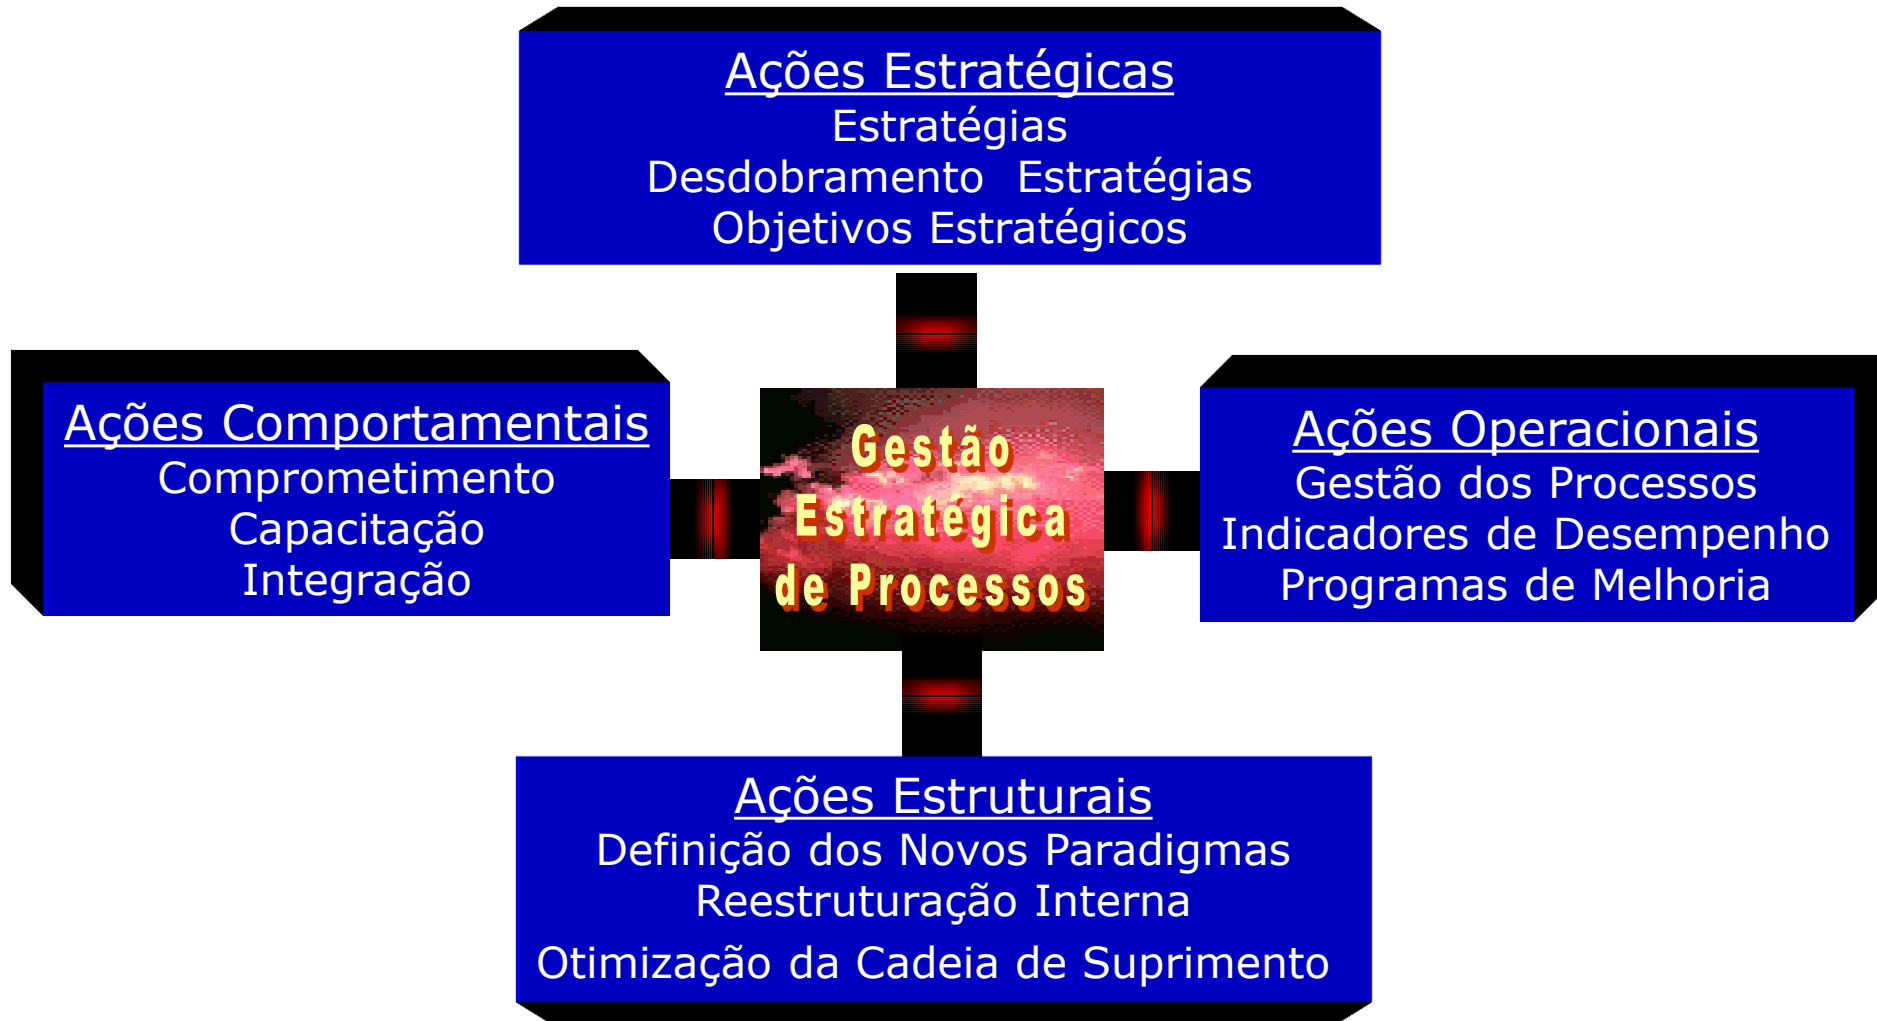 Ações Estratégicas
Estratégias
Desdobramento  Estratégias
Objetivos Estratégicos
Ações Comportamentais
Comprometimento
Capacitação
Integração
Gestão
Estratégica
de Processos
Ações Operacionais
Gestão dos Processos
Indicadores de Desempenho
Programas de Melhoria
Ações Estruturais
Definição dos Novos Paradigmas
Reestruturação Interna
Otimização da Cadeia de Suprimento